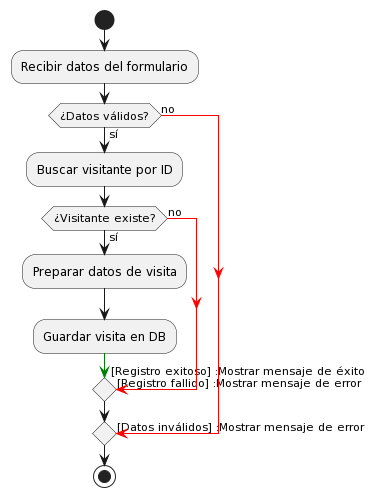 Recibir datos del formulario
¿Datos válidos?
no
sí
Buscar visitante por ID
¿Visitante existe?
no
sí
Preparar datos de visita
Guardar visita en DB
[Registro exitoso] :Mostrar mensaje de éxito
[Registro fallido] :Mostrar mensaje de error
[Datos inválidos] :Mostrar mensaje de error